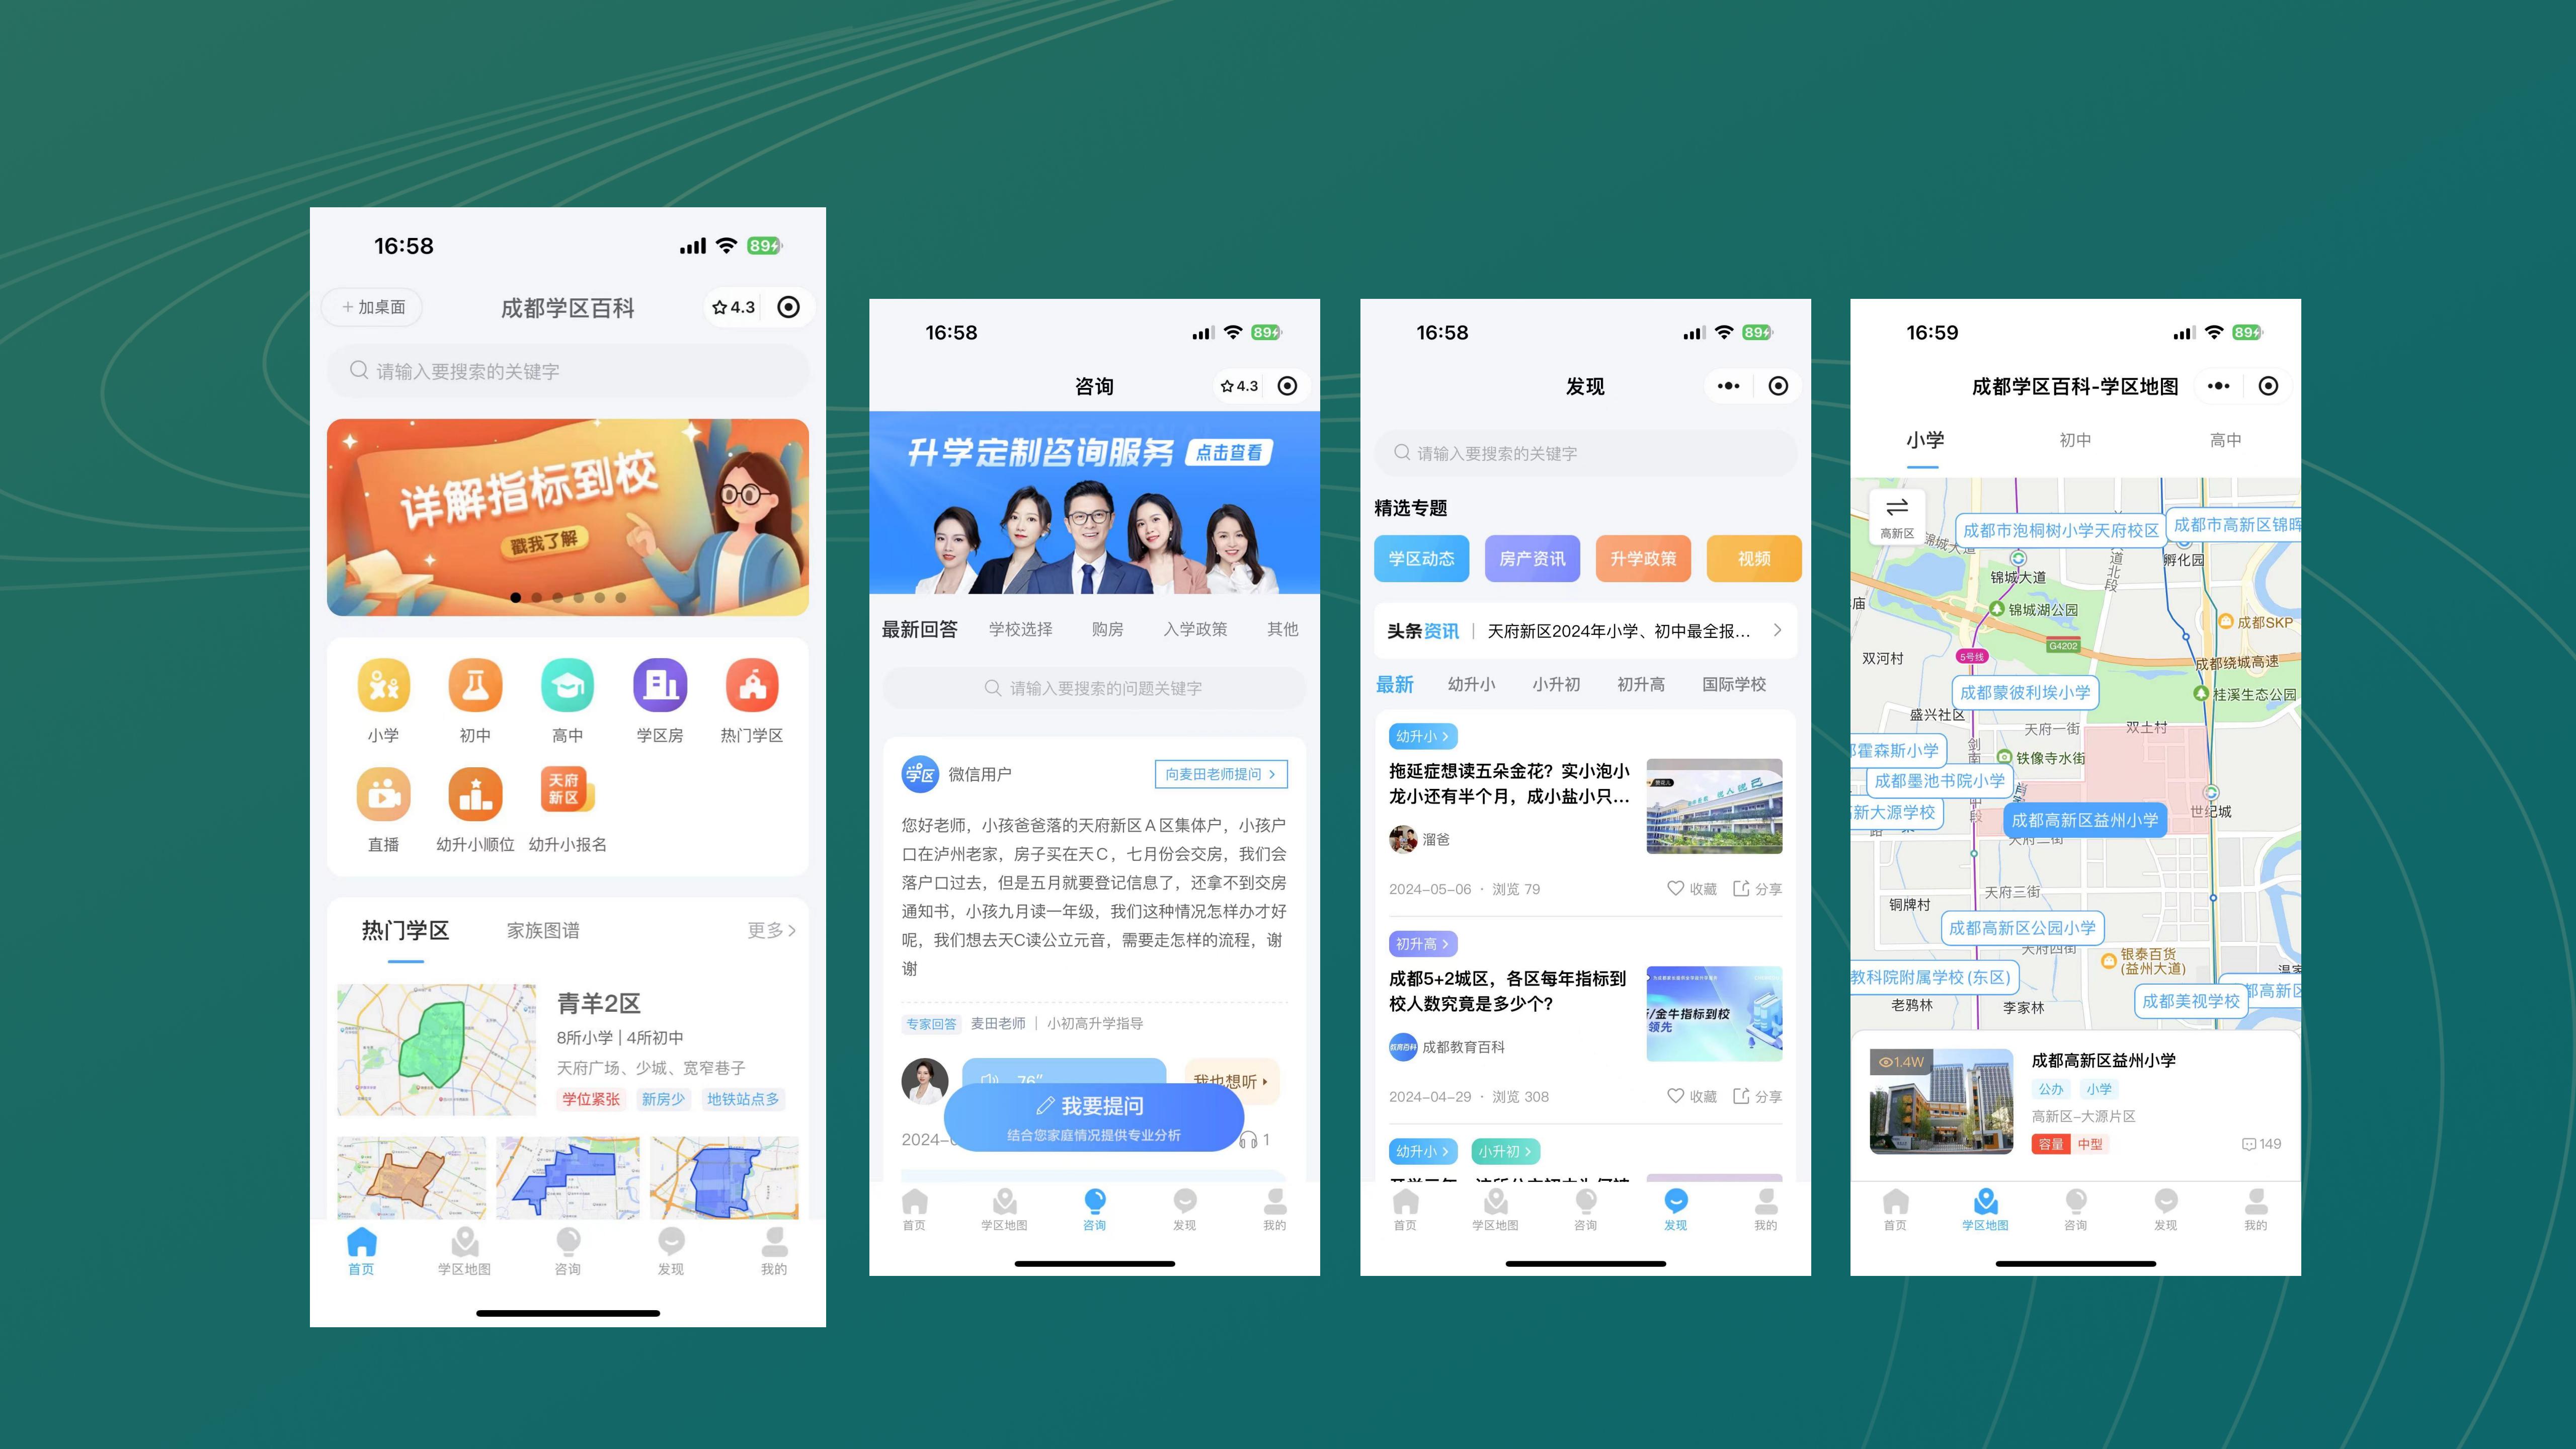 16:58
89
加桌面
成都学区百科
4.3
请输入要搜索的关键字
详解指标到校
戳我了解
小学
初中
高中
学区房
热门学区
天府
新区
直播
幼升小顺位
幼升小报名
热门学区
家族图谱
更多
青羊2区
8所小学 | 4所初中
天府广场、少城、宽窄巷子
学位紧张
新房少
地铁站点多
首页
学区地图
咨询
发现
我的
16:58
89
咨询
4.3
升学定制咨询服务
点击查看
最新回答
学校选择
购房
入学政策
其他
请输入要搜索的问题关键字
学区
微信用户
向麦田老师提问
您好老师，小孩爸爸落的天府新区A区集体户，小孩户
口在泸州老家，房子买在天C，七月份会交房，我们会
落户口过去，但是五月就要登记信息了，还拿不到交房
通知书，小孩九月读一年级，我们这种情况怎样办才好
呢，我们想去天C读公立元音，需要走怎样的流程，谢
谢
专家回答
麦田老师 | 小初高升学指导
76″
我也想听
我要提问
结合您家庭情况提供专业分析
2024-
1
首页
学区地图
咨询
发现
我的
16:58
89
发现
请输入要搜索的关键字
精选专题
学区动态
房产资讯
升学政策
视频
头条资讯 | 天府新区2024年小学、初中最全报...
最新
幼升小
小升初
初升高
国际学校
幼升小
拖延症想读五朵金花？实小泡小
龙小还有半个月，成小盐小只...
溜爸
2024-05-06 · 浏览 79
收藏
分享
初升高
成都5+2城区，各区每年指标到
校人数究竟是多少个？
/金牛指标到校
领先
教育百科
成都教育百科
2024-04-29 · 浏览 308
收藏
分享
幼升小
小升初
首页
学区地图
咨询
发现
我的
16:59
89
成都学区百科-学区地图
小学
初中
高中
高新区
成都市泡桐树小学天府校区
成都市高新区锦晖
锦城大道
孵化园
道北段
庙
锦城湖公园
成都SKP
G4202
双河村
5号线
成都绕城高速
成都蒙彼利埃小学
桂溪生态公园
盛兴社区
天府一街
双土村
霍森斯小学
剑南
铁像寺水街
成都墨池书院小学
新大源学校
段
成都高新区益州小学
世纪城
天府二街
天府三街
铜牌村
成都高新区公园小学
天府四街
银泰百货
(益州大道)
教科院附属学校(东区)
温家
都高新区
成都美视学校
老鸦林
李家林
1.4W
成都高新区益州小学
公办
小学
高新区-大源片区
容量
中型
149
首页
学区地图
咨询
发现
我的